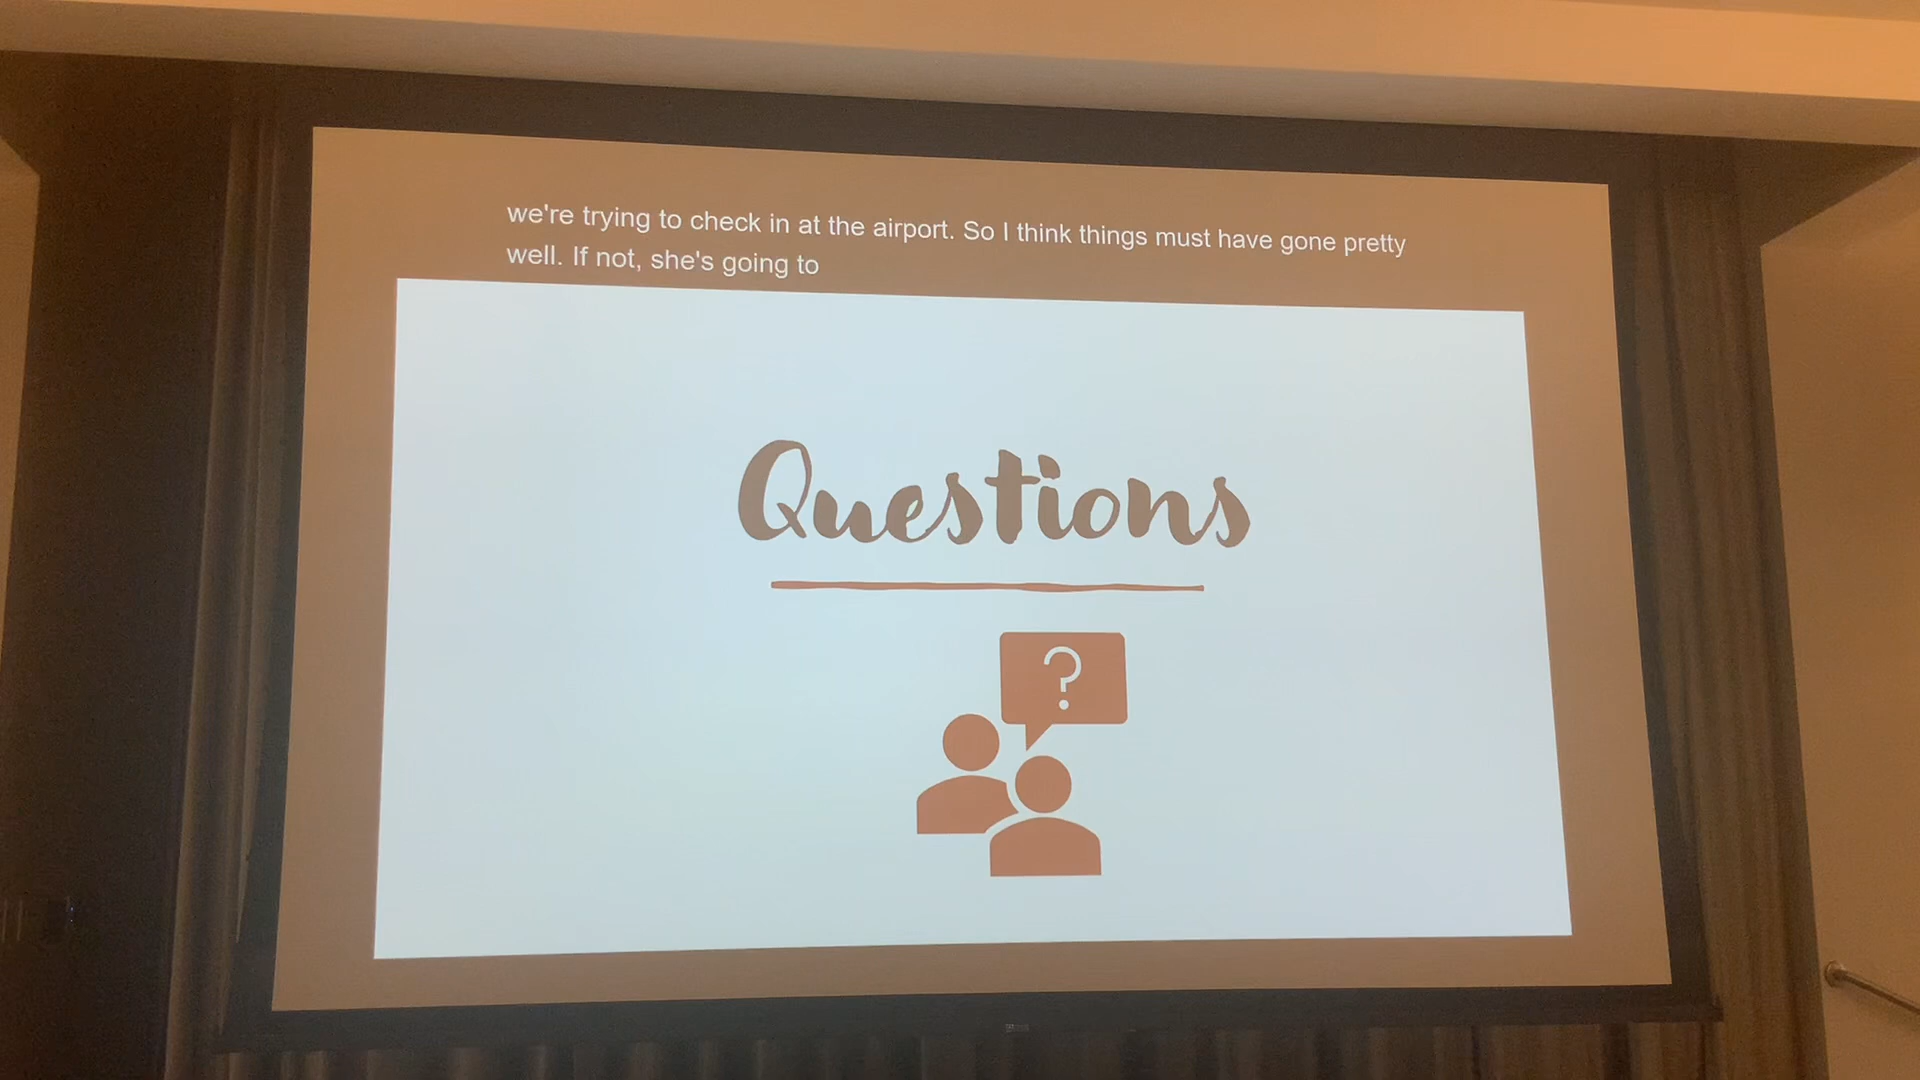 we're trying to check in at the airport. So I think things must have gone pretty
well. If not, she's going to
Questions
?